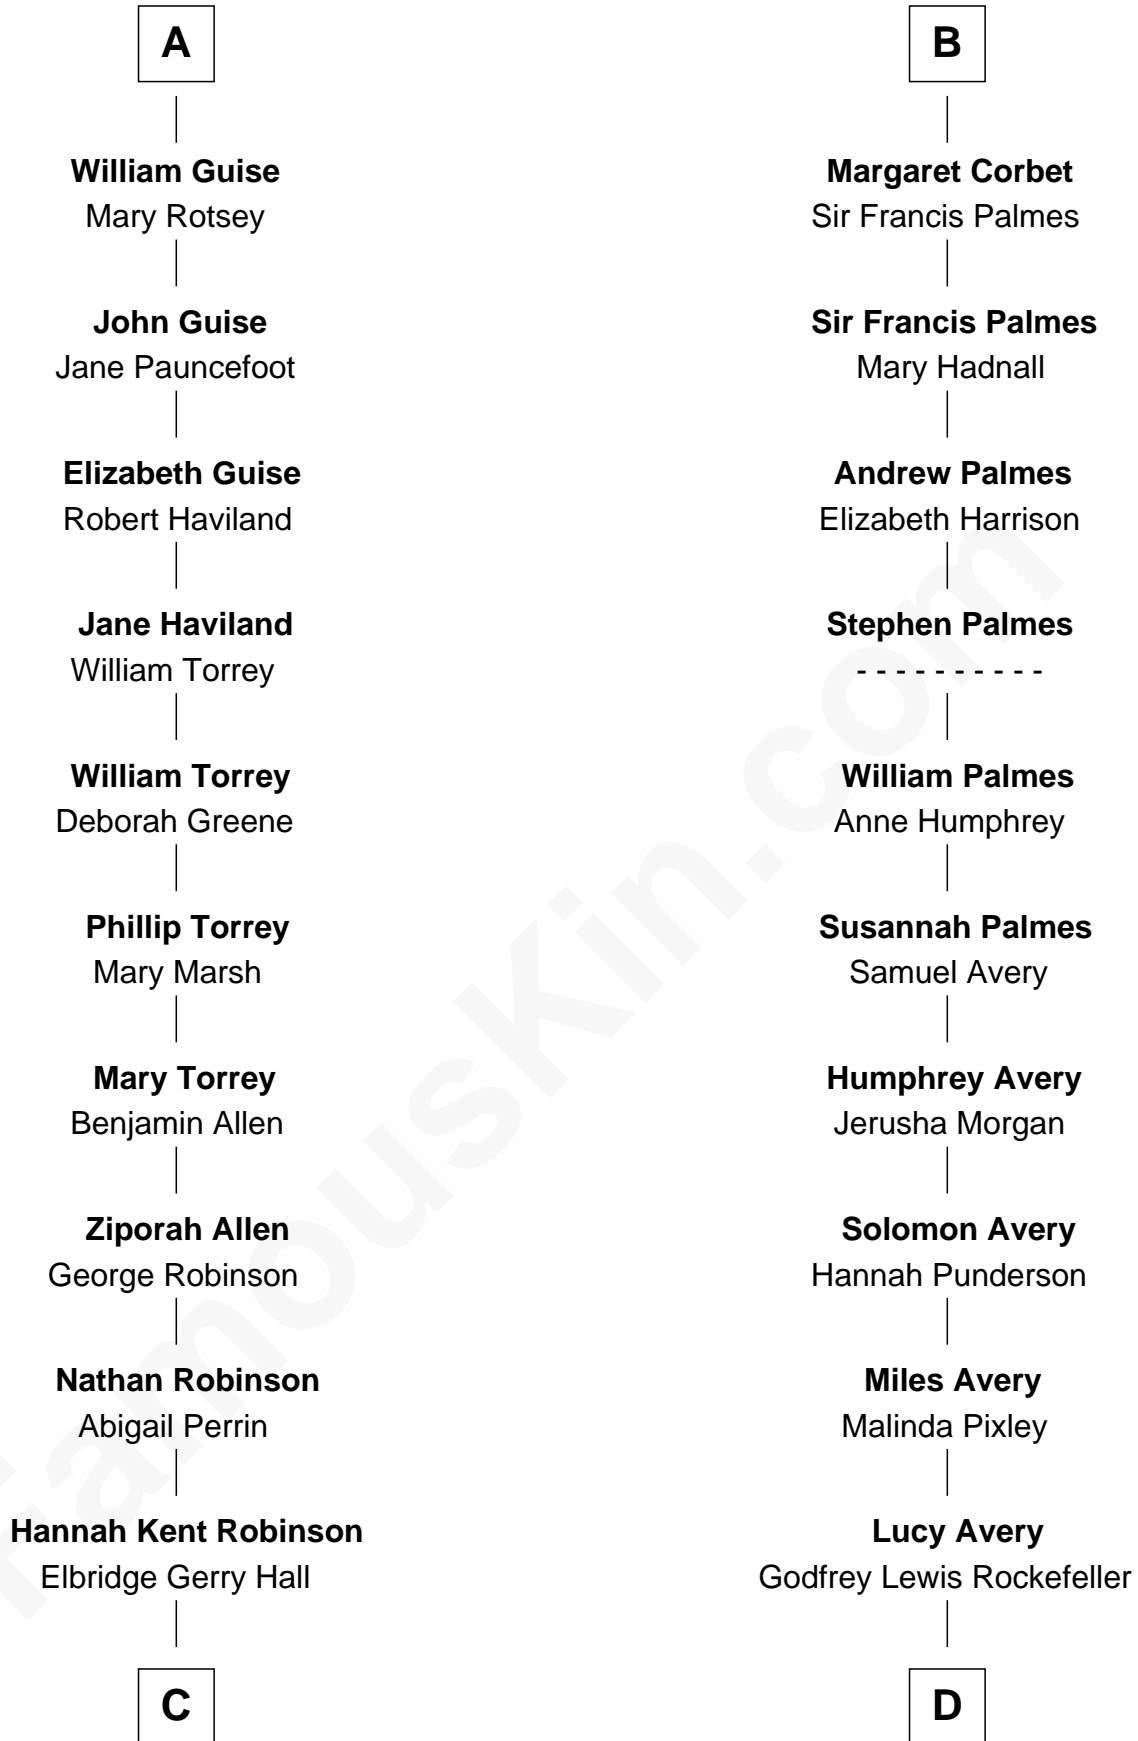 A
William Guise
Mary Rotsey
John Guise
Jane Pauncefoot
Elizabeth Guise
Robert Haviland
Jane Haviland
William Torrey
William Torrey
Deborah Greene
Phillip Torrey
Mary Marsh
Mary Torrey
Benjamin Allen
Ziporah Allen
George Robinson
Nathan Robinson
Abigail Perrin
Hannah Kent Robinson
Elbridge Gerry Hall
C
B
Margaret Corbet
Sir Francis Palmes
Sir Francis Palmes
Mary Hadnall
Andrew Palmes
Elizabeth Harrison
Stephen Palmes
- - - - - - - - - -
William Palmes
Anne Humphrey
Susannah Palmes
Samuel Avery
Humphrey Avery
Jerusha Morgan
Solomon Avery
Hannah Punderson
Miles Avery
Malinda Pixley
Lucy Avery
Godfrey Lewis Rockefeller
D
FamousKin.com